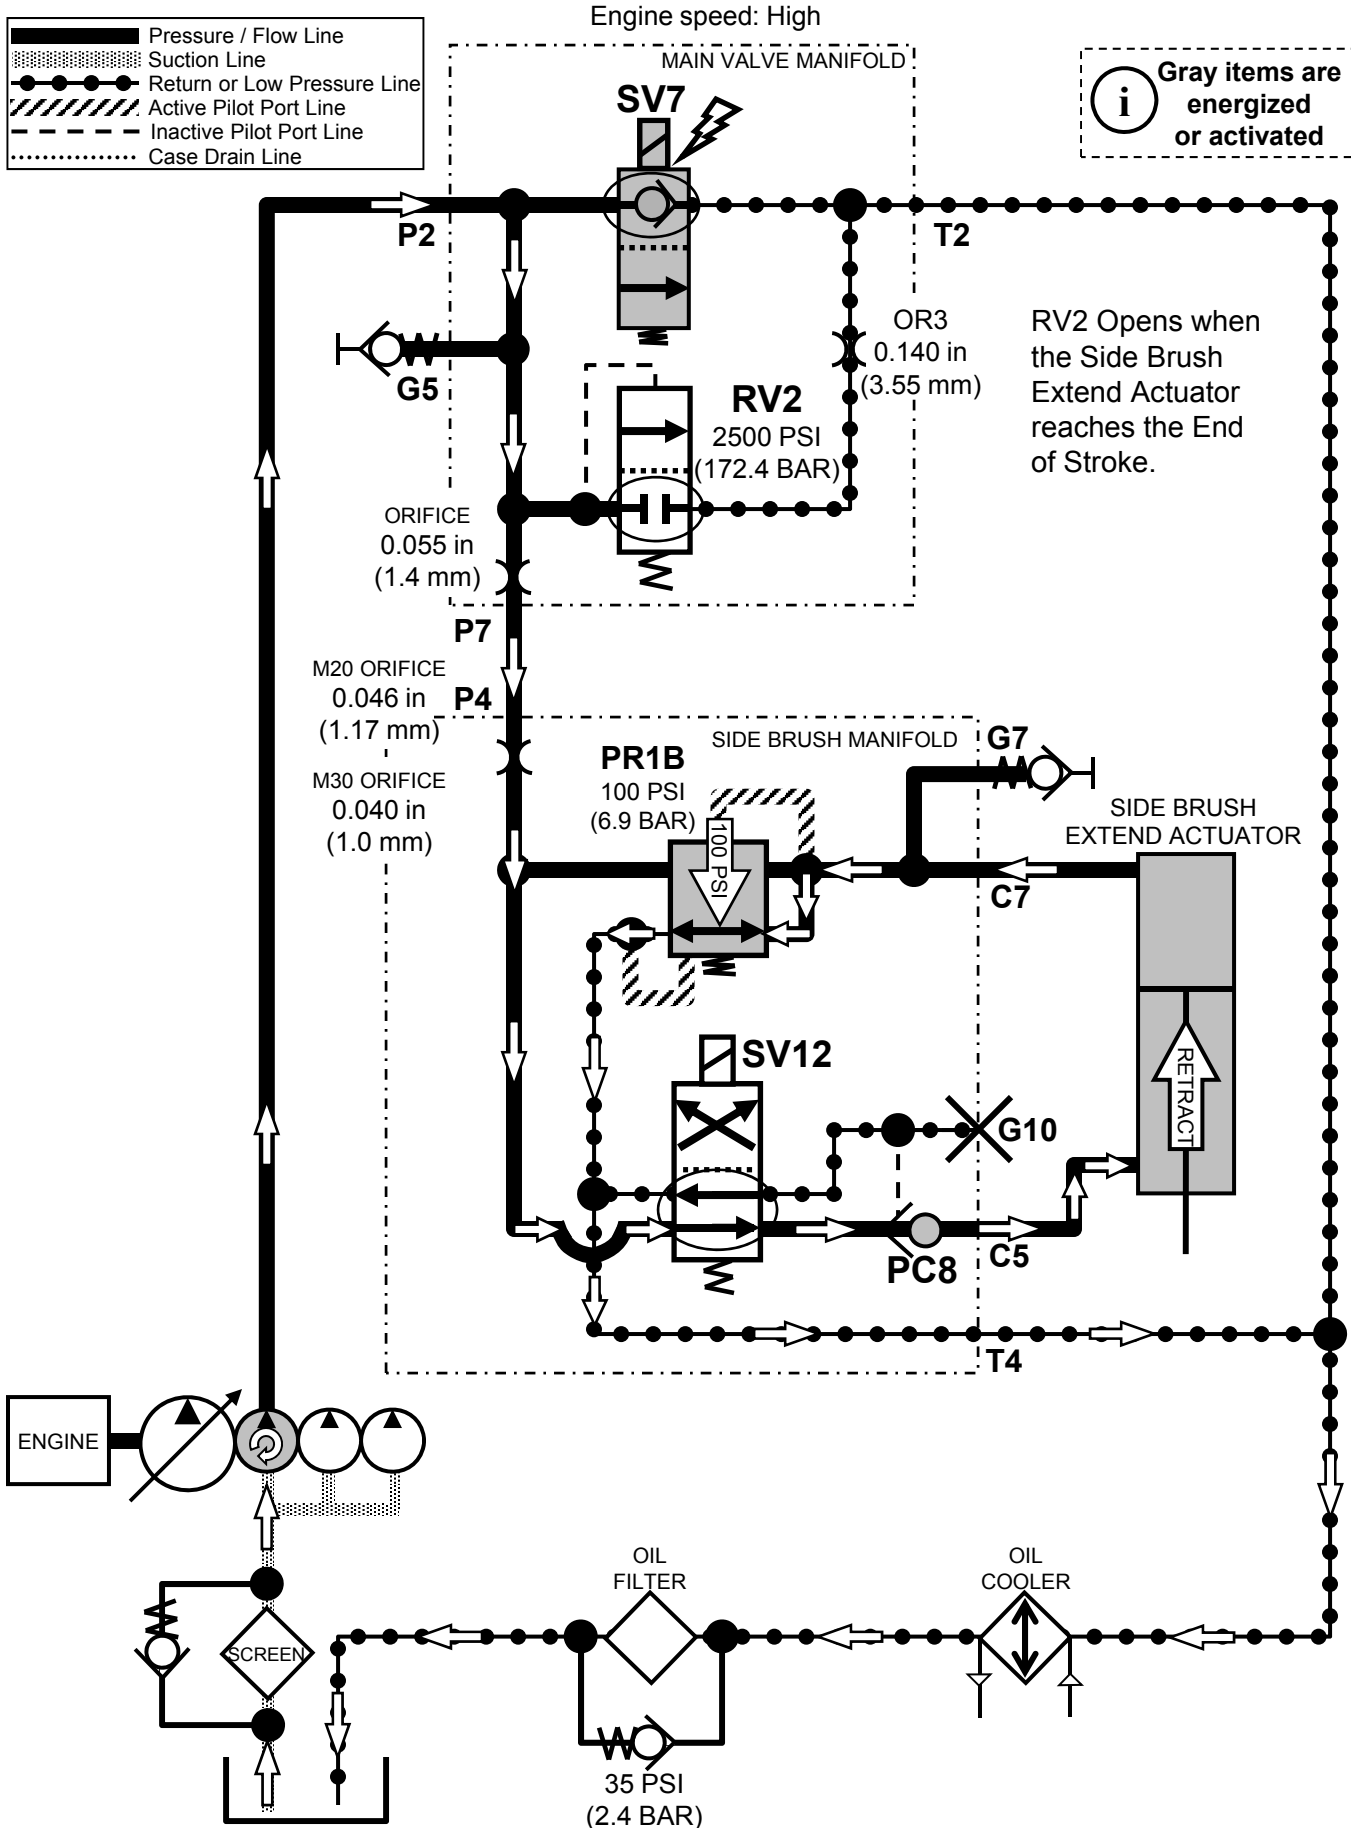 Engine speed: High
Pressure / Flow Line
Suction Line
Return or Low Pressure Line
Active Pilot Port Line
Inactive Pilot Port Line
Case Drain Line
MAIN VALVE MANIFOLD
i
Gray items are
energized
or activated
SV7
P2
T2
G5
OR3
0.140 in
(3.55 mm)
RV2
2500 PSI
(172.4 BAR)
RV2 Opens when
the Side Brush
Extend Actuator
reaches the End
of Stroke.
ORIFICE
0.055 in
(1.4 mm)
P7
M20 ORIFICE
0.046 in
(1.17 mm)
P4
M30 ORIFICE
0.040 in
(1.0 mm)
SIDE BRUSH MANIFOLD
G7
PR1B
100 PSI
(6.9 BAR)
100 PSI
SIDE BRUSH
EXTEND ACTUATOR
C7
RETRACT
SV12
G10
PC8
C5
T4
ENGINE
SCREEN
OIL
FILTER
OIL
COOLER
35 PSI
(2.4 BAR)